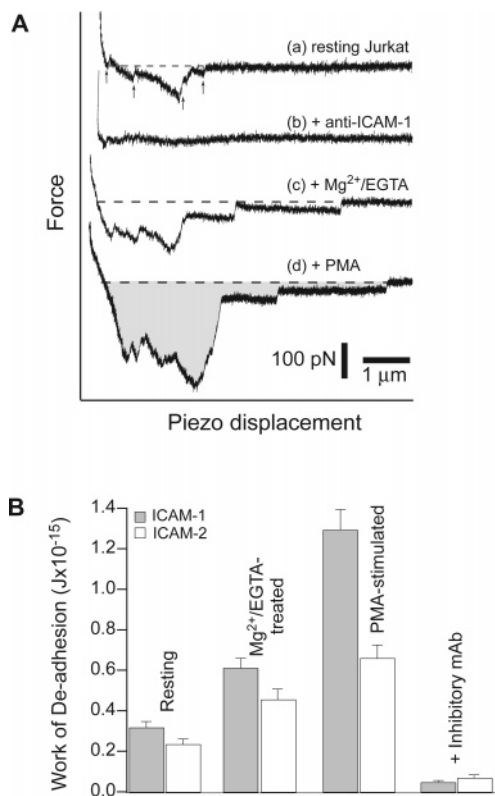 A
(a) resting Jurkat
(b) + anti-ICAM-1
(c) + Mg²⁺/EGTA
(d) + PMA
Force
100 pN
1 μm
Piezo displacement
B
ICAM-1
ICAM-2
Work of De-adhesion (Jx10⁻¹⁵)
1.4
1.2
1.0
0.8
0.6
0.4
0.2
0.0
Resting
Mg²⁺/EGTA-
treated
PMA-stimulated
+ Inhibitory mAb